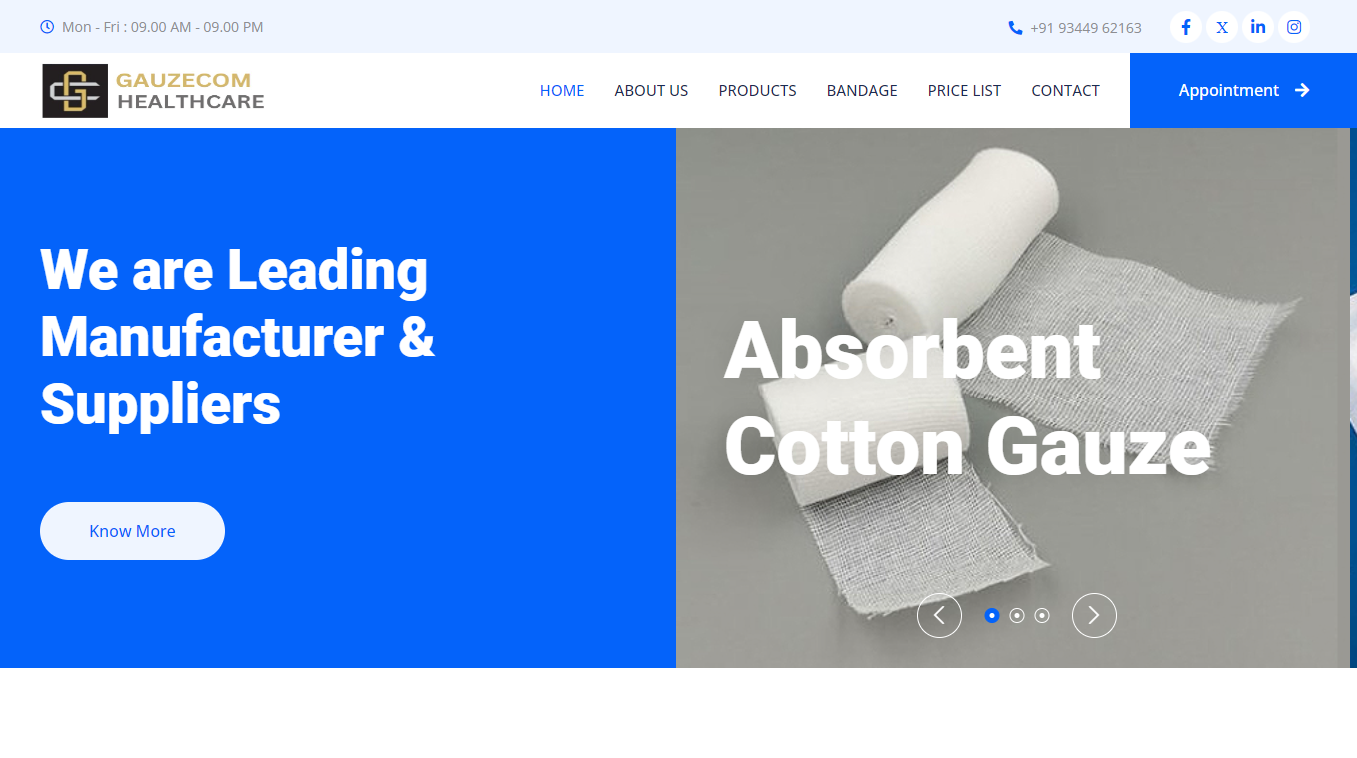 Mon - Fri : 09.00 AM - 09.00 PM
+91 93449 62163
GAUZECOM
HEALTHCARE
HOME
ABOUT US
PRODUCTS
BANDAGE
PRICE LIST
CONTACT
Appointment
We are Leading
Manufacturer &
Suppliers
Know More
Absorbent
Cotton Gauze